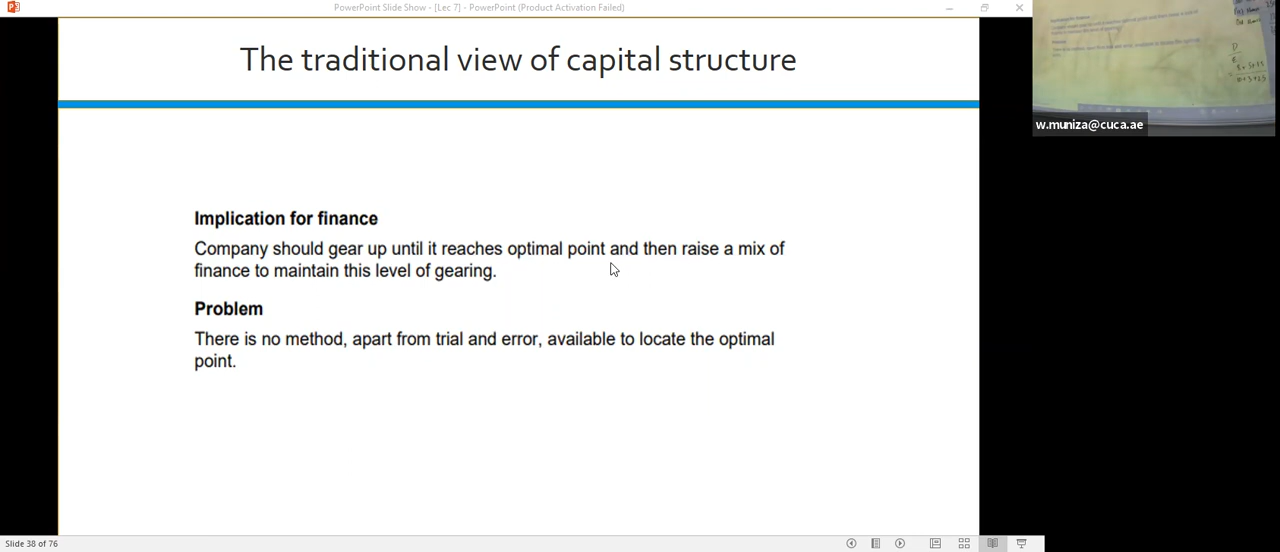 PowerPoint Slide Show - [Lec 7] - PowerPoint (Product Activation Failed)
The traditional view of capital structure
w.muniza@cuca.ae
Implication for finance
Company should gear up until it reaches optimal point and then raise a mix of
finance to maintain this level of gearing.
Problem
There is no method, apart from trial and error, available to locate the optimal
point.
Slide 38 of 76